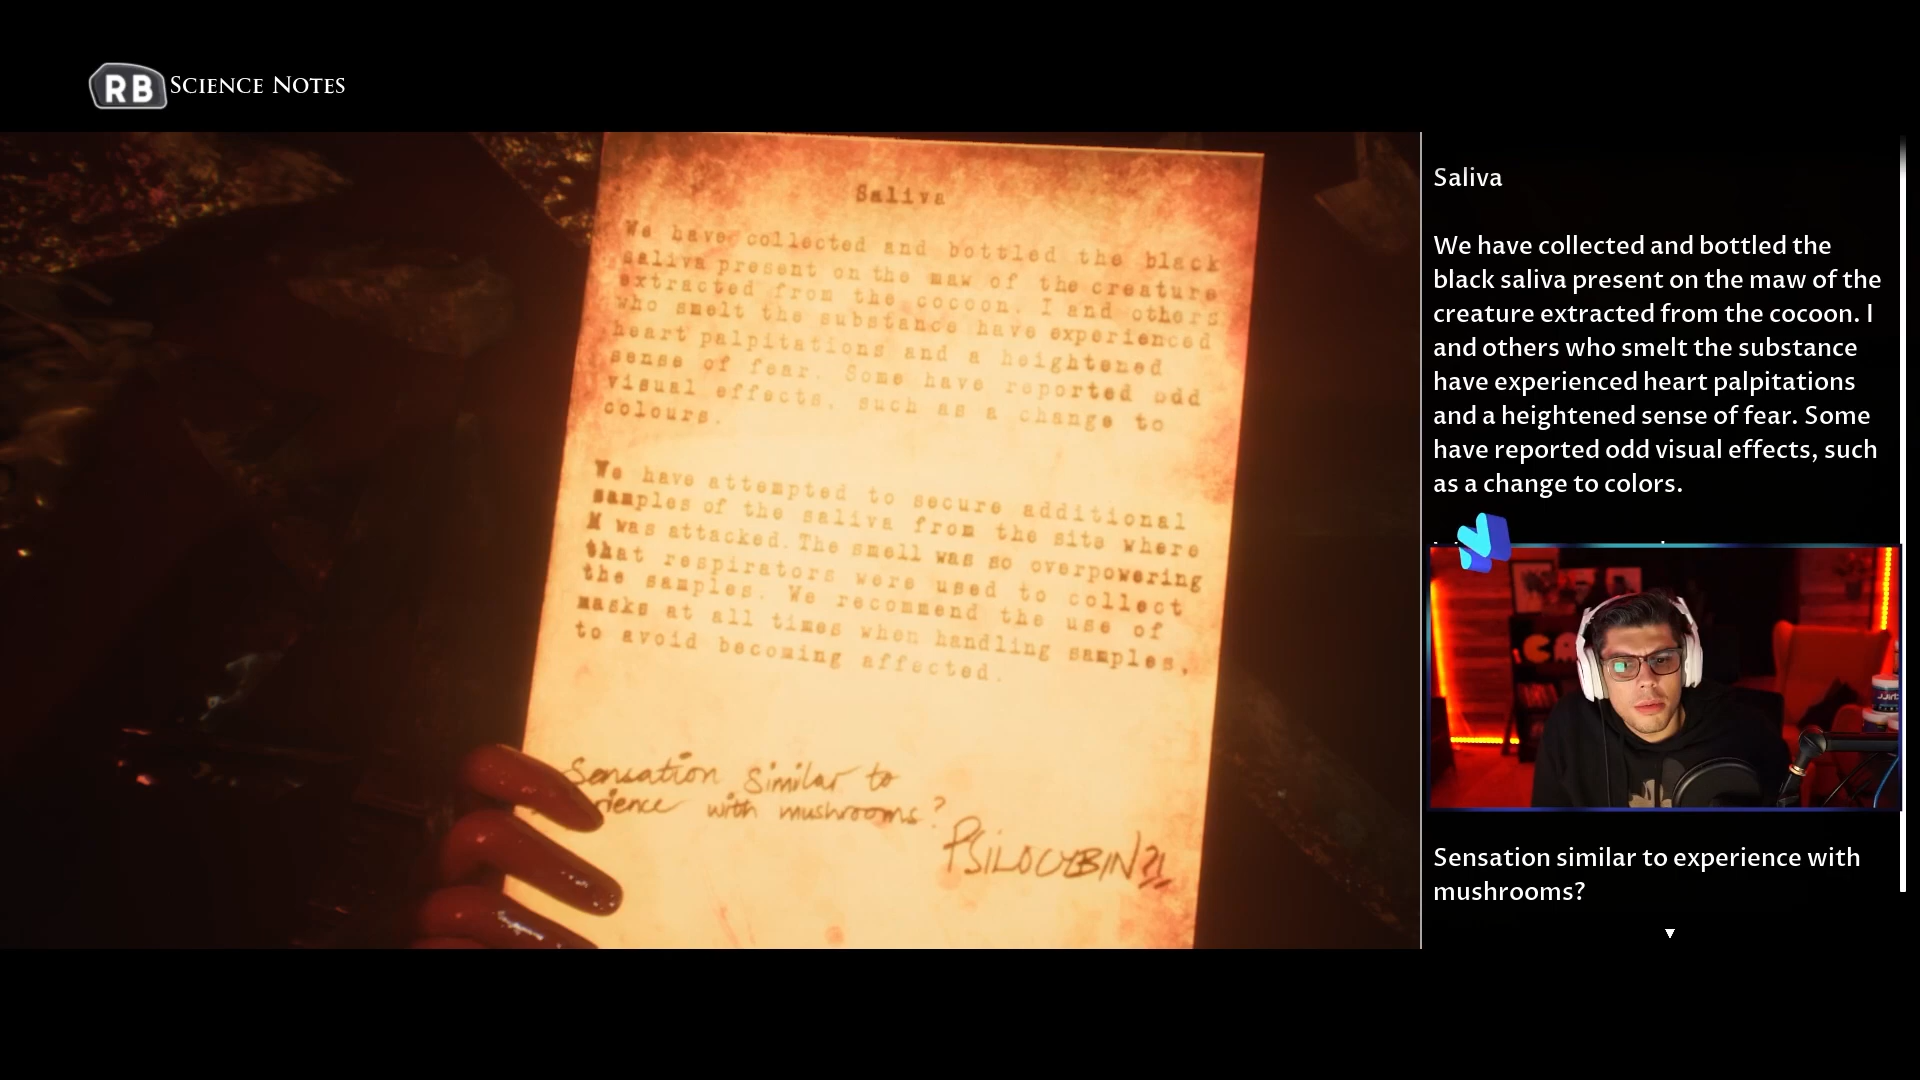 RB Science Notes
Saliva
We have collected and bottled the black
saliva present on the maw of the creature
extracted from the cocoon. I and others
who smelt the substance have experienced
heart palpitations and a heightened
sense of fear. Some have reported odd
visual effects, such as a change to
colours.
We have attempted to secure additional
samples of the saliva from the site where
M was attacked. The smell was so overpowering
that respirators were used to collect
the samples. We recommend the use of
masks at all times when handling samples,
to avoid becoming affected.
Sensation similar to
rience with mushrooms?
PSILOCYBIN?!
Saliva
We have collected and bottled the
black saliva present on the maw of the
creature extracted from the cocoon. I
and others who smelt the substance
have experienced heart palpitations
and a heightened sense of fear. Some
have reported odd visual effects, such
as a change to colors.
Sensation similar to experience with
mushrooms?